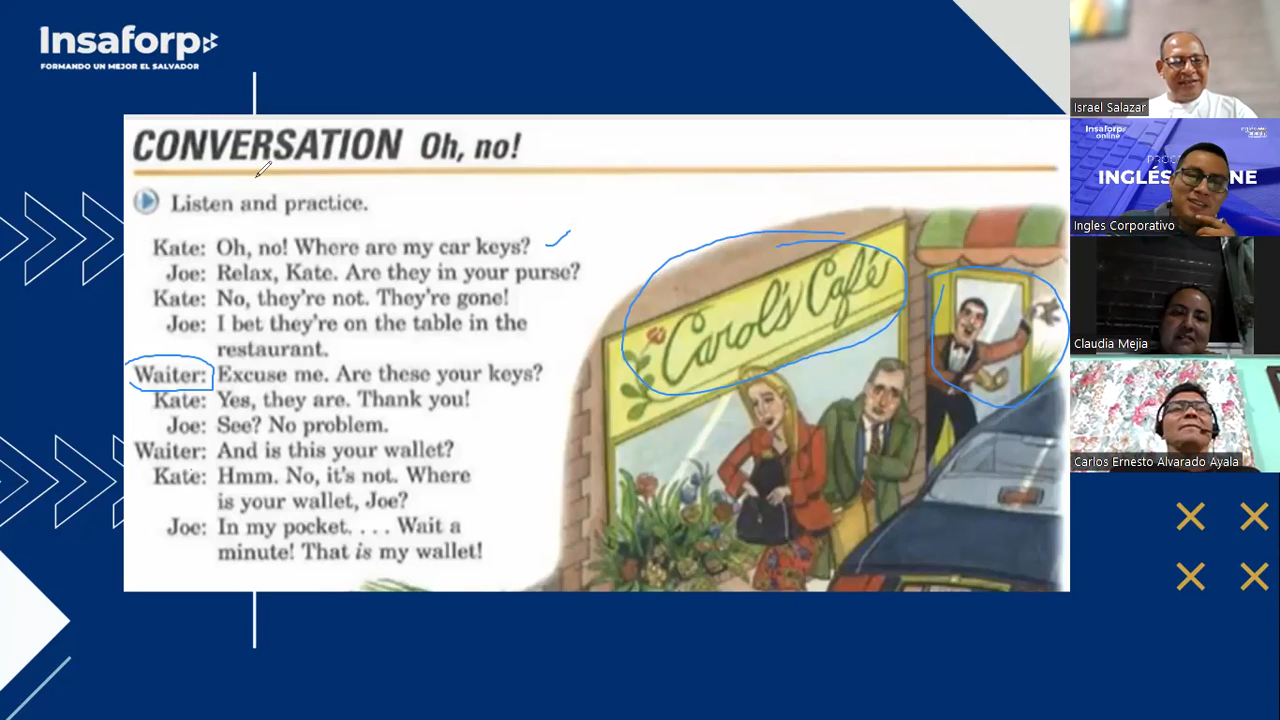 Insaforp
FORMANDO UN MEJOR EL SALVADOR
CONVERSATION Oh, no!
Listen and practice.
Kate: Oh, no! Where are my car keys?
Joe: Relax, Kate. Are they in your purse?
Kate: No, they're not. They're gone!
Joe: I bet they're on the table in the
restaurant.
Waiter: Excuse me. Are these your keys?
Kate: Yes, they are. Thank you!
Joe: See? No problem.
Waiter: And is this your wallet?
Kate: Hmm. No, it's not. Where
is your wallet, Joe?
Joe: In my pocket. . . . Wait a
minute! That is my wallet!
Carol's Café
Israel Salazar
Insaforp
online
INGLÉS
NE
Ingles Corporativo
Claudia Mejia
Carlos Ernesto Alvarado Ayala